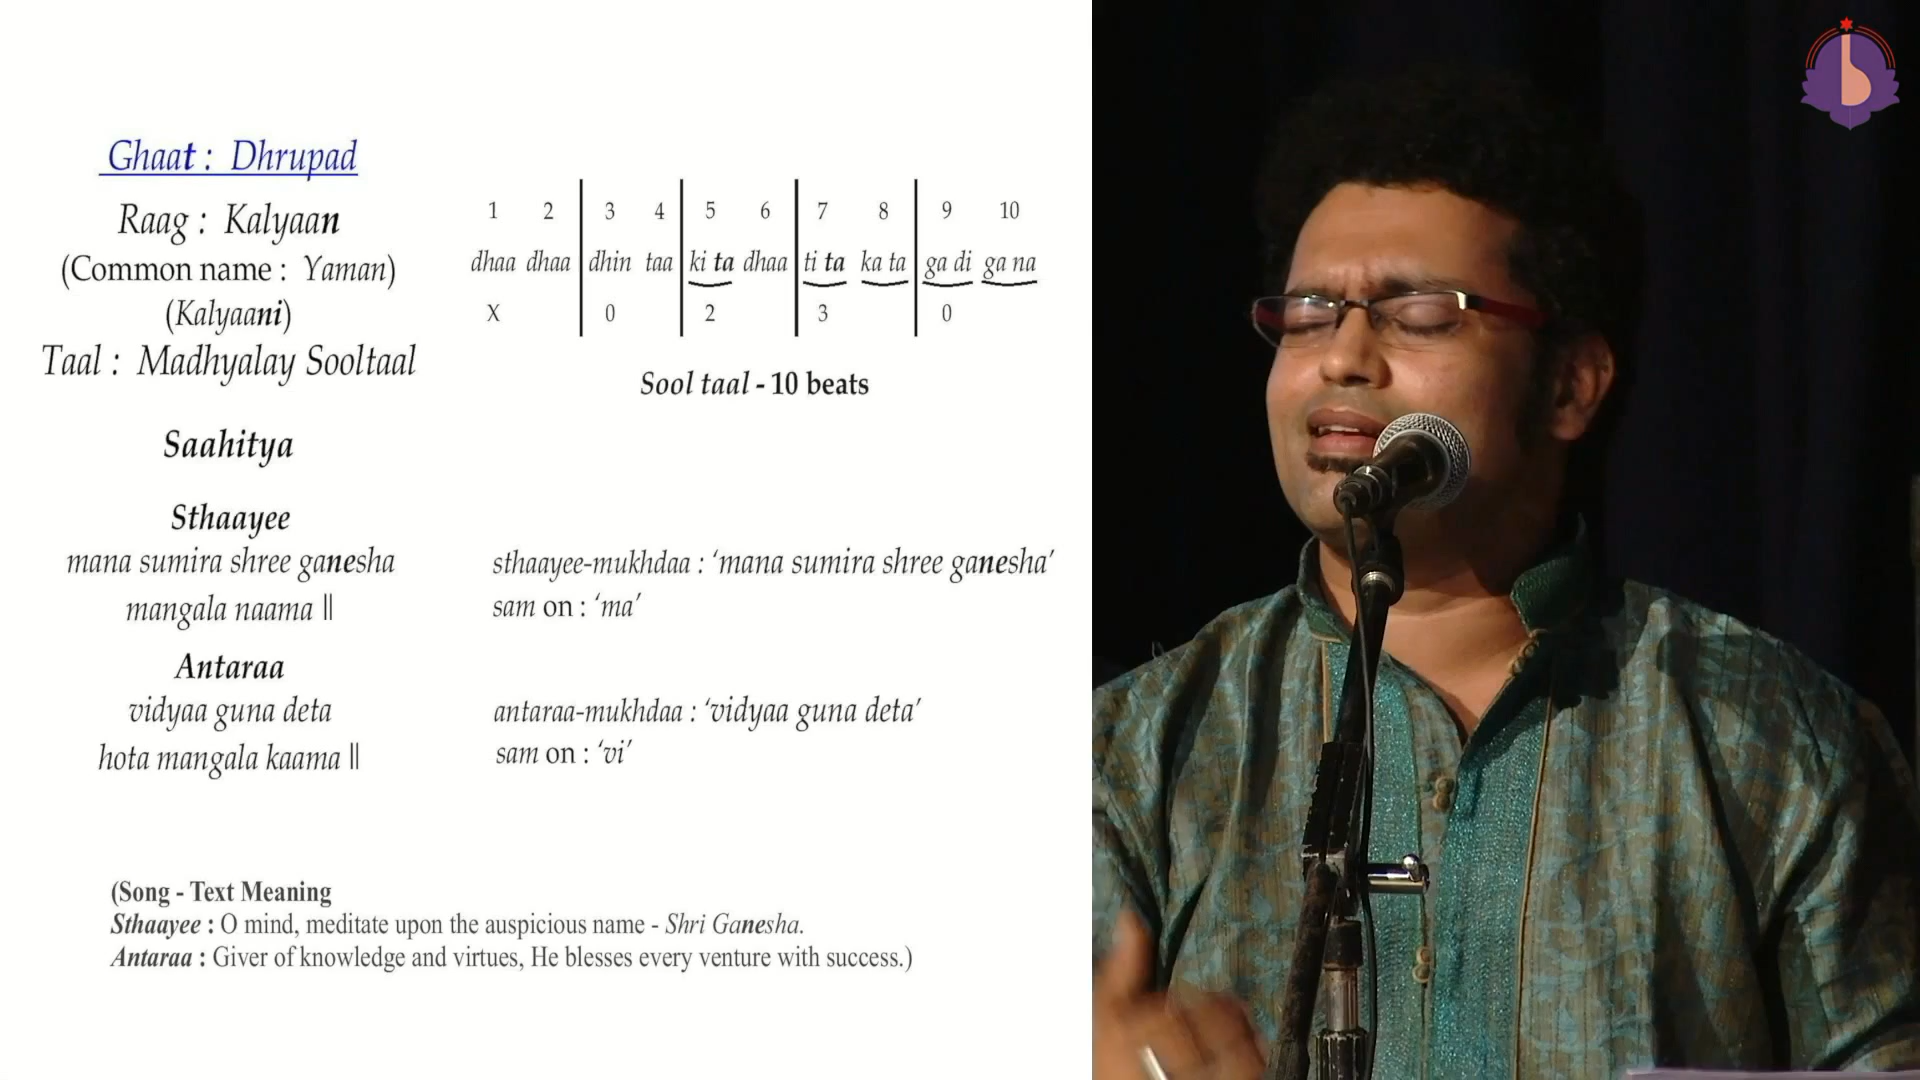 Ghaat : Dhrupad
Raag : Kalyaan
(Common name : Yaman)
(Kalyaani)
Taal : Madhyalay Sooltaal
1 2 3 4 5 6 7 8 9 10
dhaa dhaa dhin taa ki ta dhaa ti ta ka ta ga di ga na
X 0 2 3 0
Sool taal - 10 beats
Saahitya
Sthaayee
mana sumira shree ganesha
mangala naama ||
sthaayee-mukhdaa : ‘mana sumira shree ganesha’
sam on : ‘ma’
Antaraa
vidyaa guna deta
hota mangala kaama ||
antaraa-mukhdaa : ‘vidyaa guna deta’
sam on : ‘vi’
(Song - Text Meaning
Sthaayee : O mind, meditate upon the auspicious name - Shri Ganesha.
Antaraa : Giver of knowledge and virtues, He blesses every venture with success.)